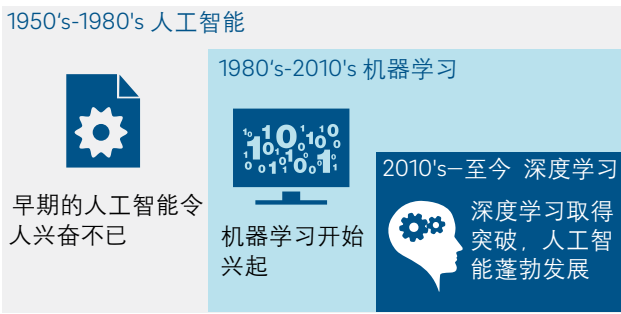 1950's-1980's 人工智能
早期的人工智能令
人兴奋不已
1980's-2010's 机器学习
机器学习开始
兴起
2010's—至今 深度学习
深度学习取得
突破，人工智
能蓬勃发展